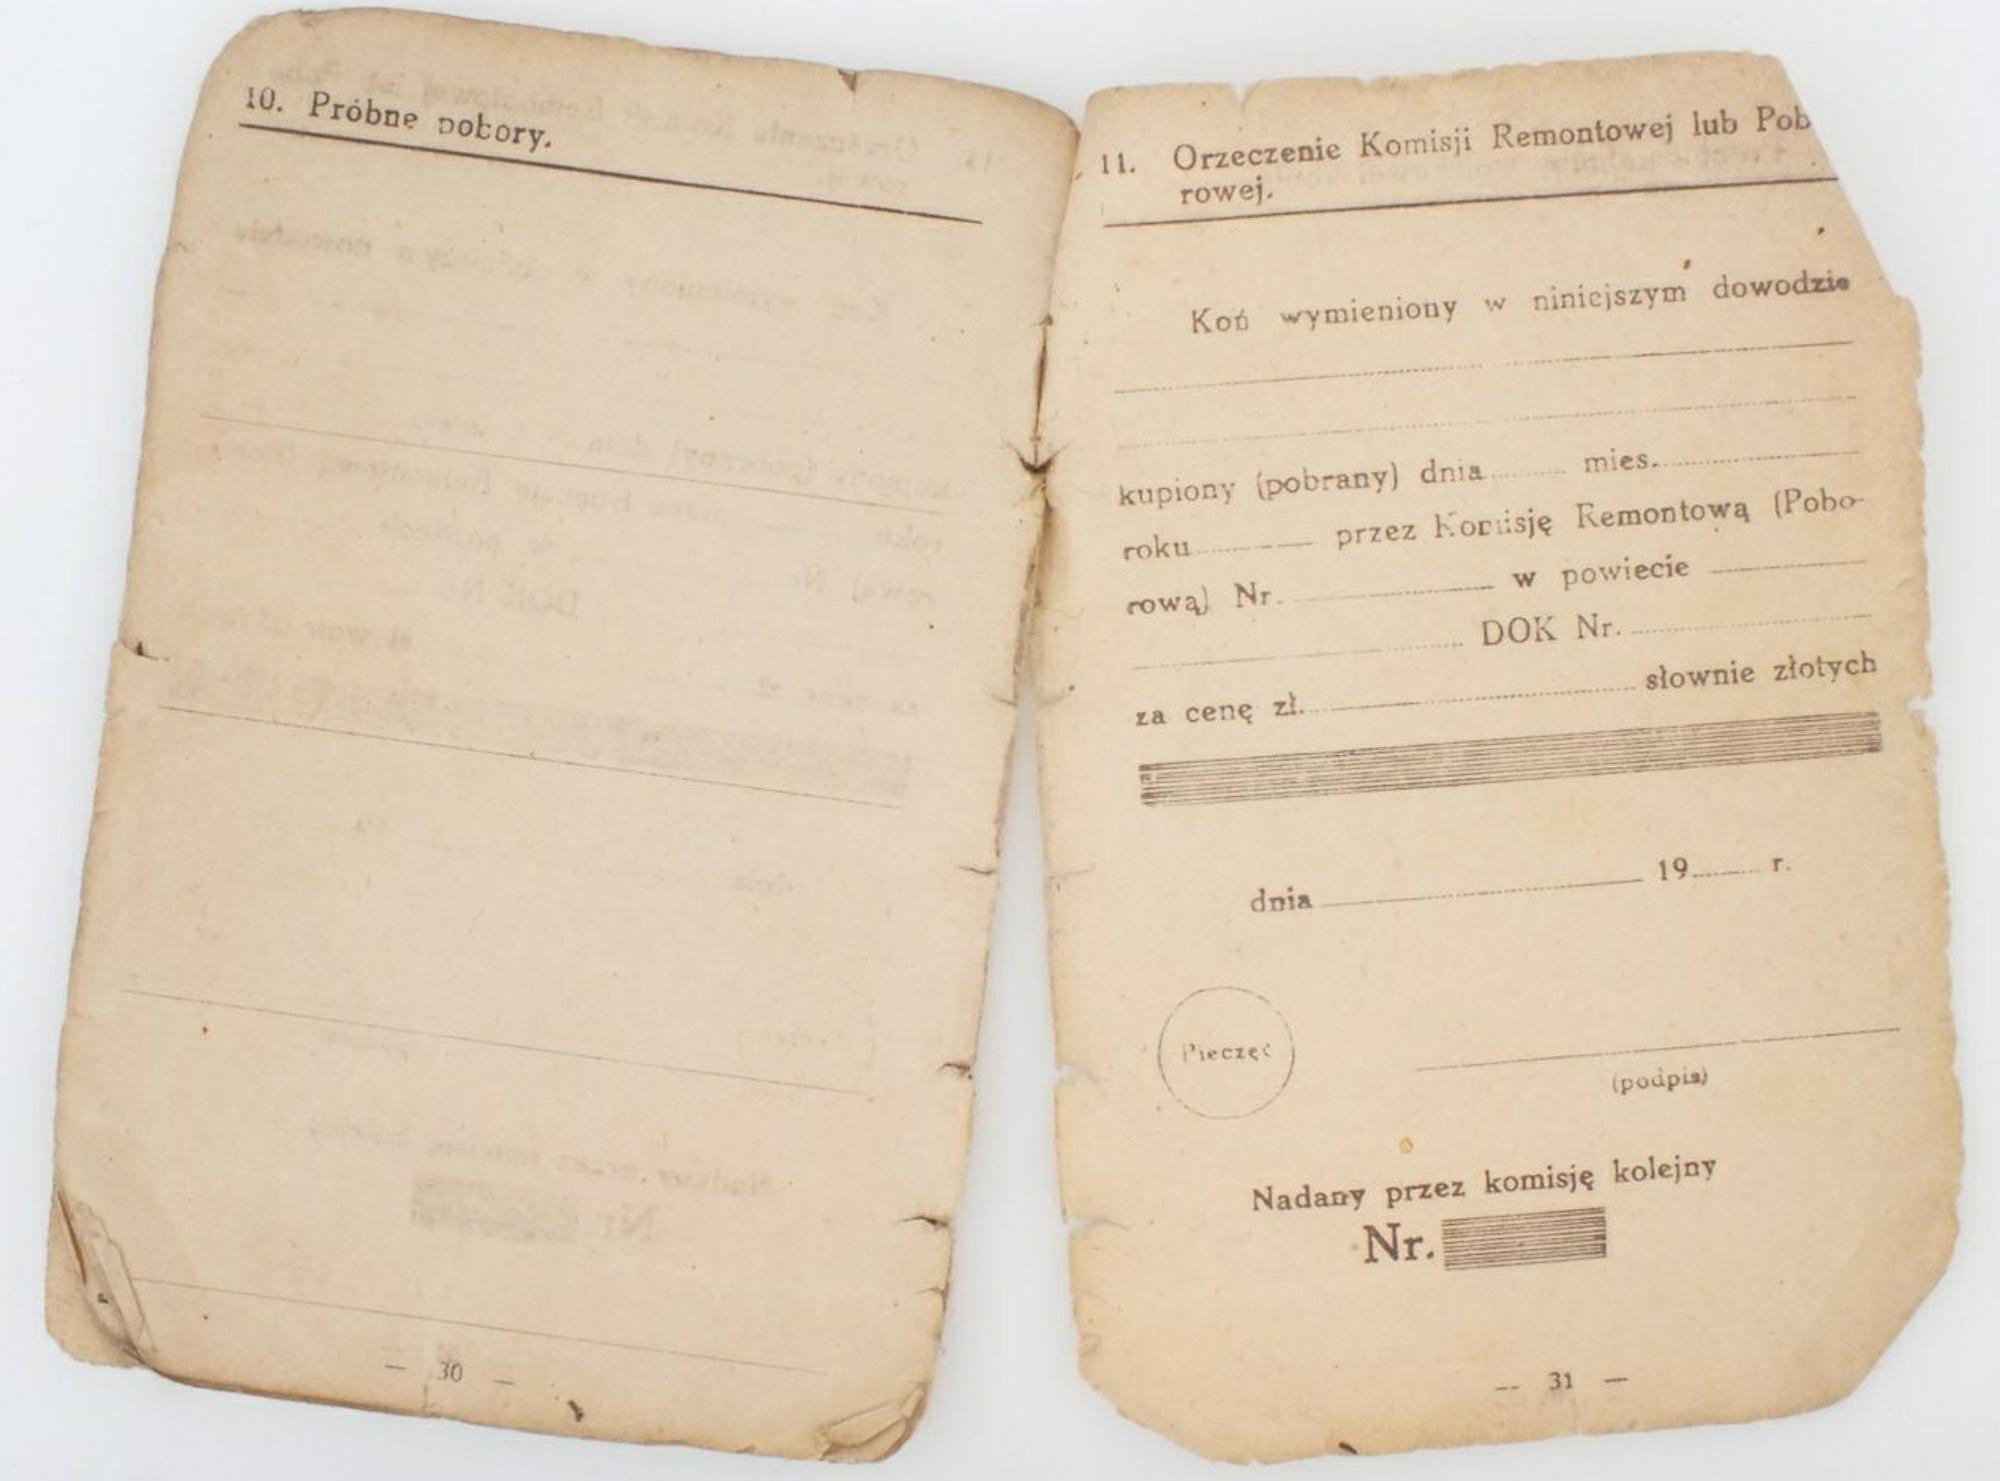 10. Próbne pobory.
— 30 —
11. Orzeczenie Komisji Remontowej lub Pob
rowej.
Koń wymieniony w niniejszym dowodzie
kupiony (pobrany) dnia mies.
roku przez Komisję Remontową (Pobo-
rową) Nr. w powiecie
DOK Nr.
za cenę zł. słownie złotych
dnia 19 r.
Pieczęć
(podpis)
Nadany przez komisję kolejny
Nr.
— 31 —